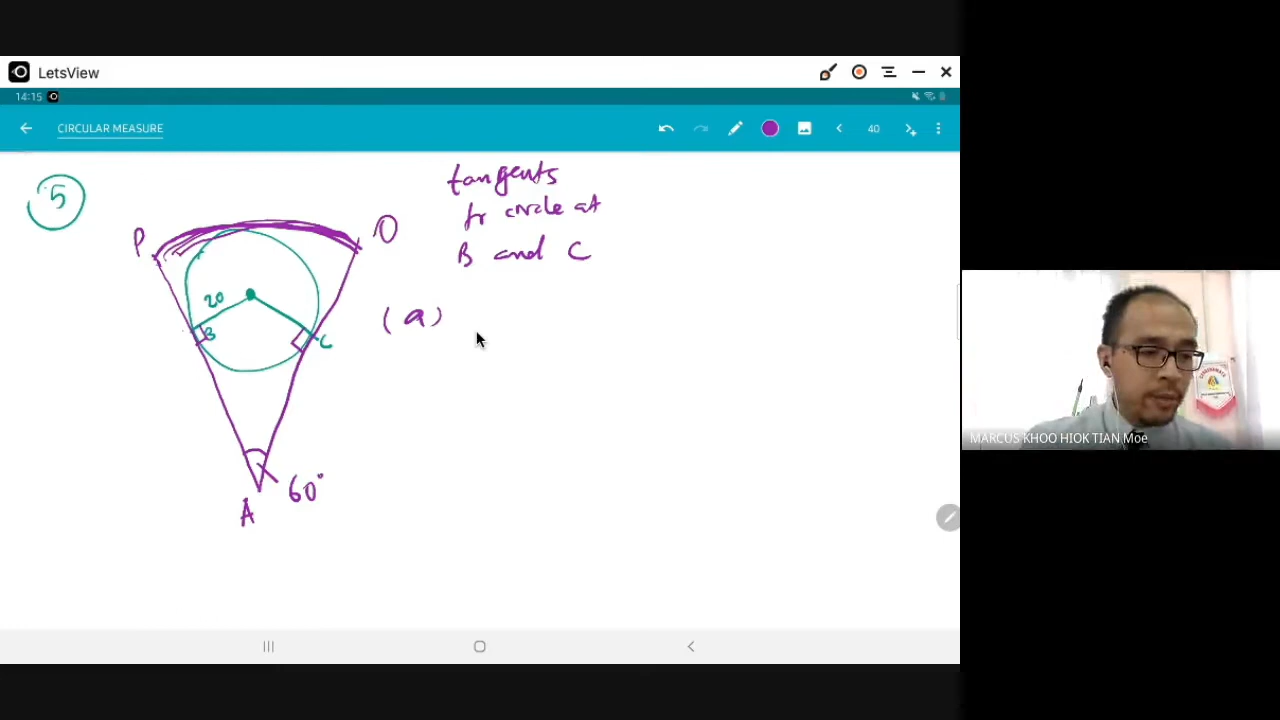 LetsView
14:15
CIRCULAR MEASURE
40
5
tangents
to circle at
B and C
P
Q
20
B
C
(a)
A
60°
MARCUS KHOO HIOK TIAN Moe